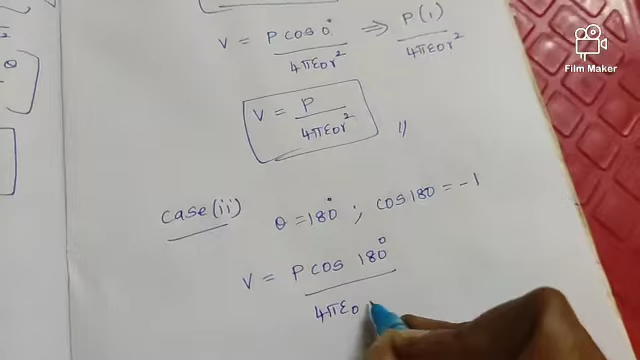 V = P cos 0° / 4πε0r² ⇒ P(1) / 4πε0r²
V = P / 4πε0r² //
Case(ii) θ = 180° ; cos 180 = -1
V = P cos 180° / 4πε0
θ
Film Maker